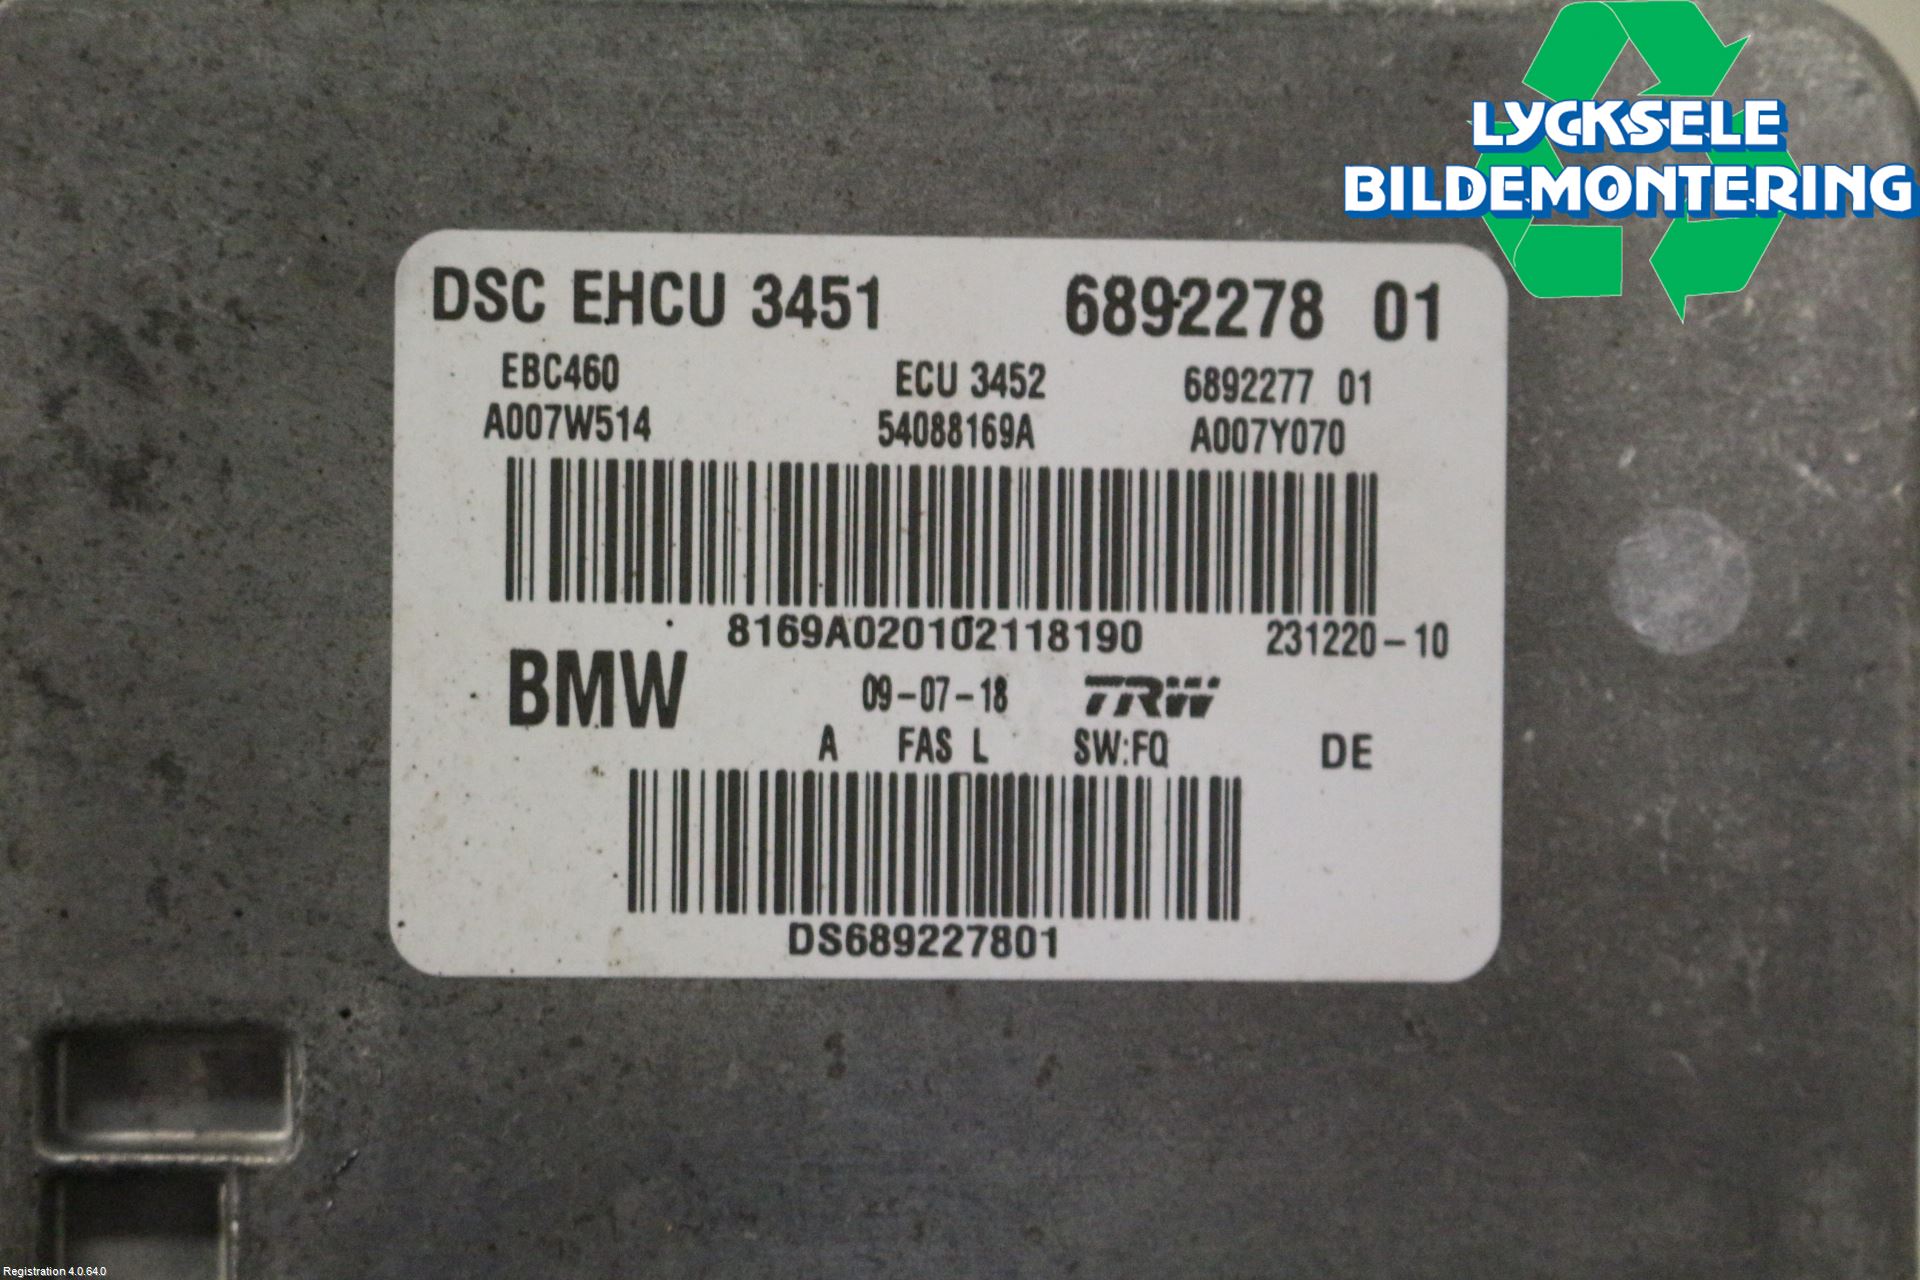 LYCKSELE
BILDEMONTERING
DSC EHCU 3451 6892278 01
EBC460 ECU 3452 6892277 01
A007W514 54088169A A007Y070
8169A020102118190 231220-10
BMW 09-07-18 TRW
A FAS L SW:FQ DE
DS689227801
Registration 4.0.64.0